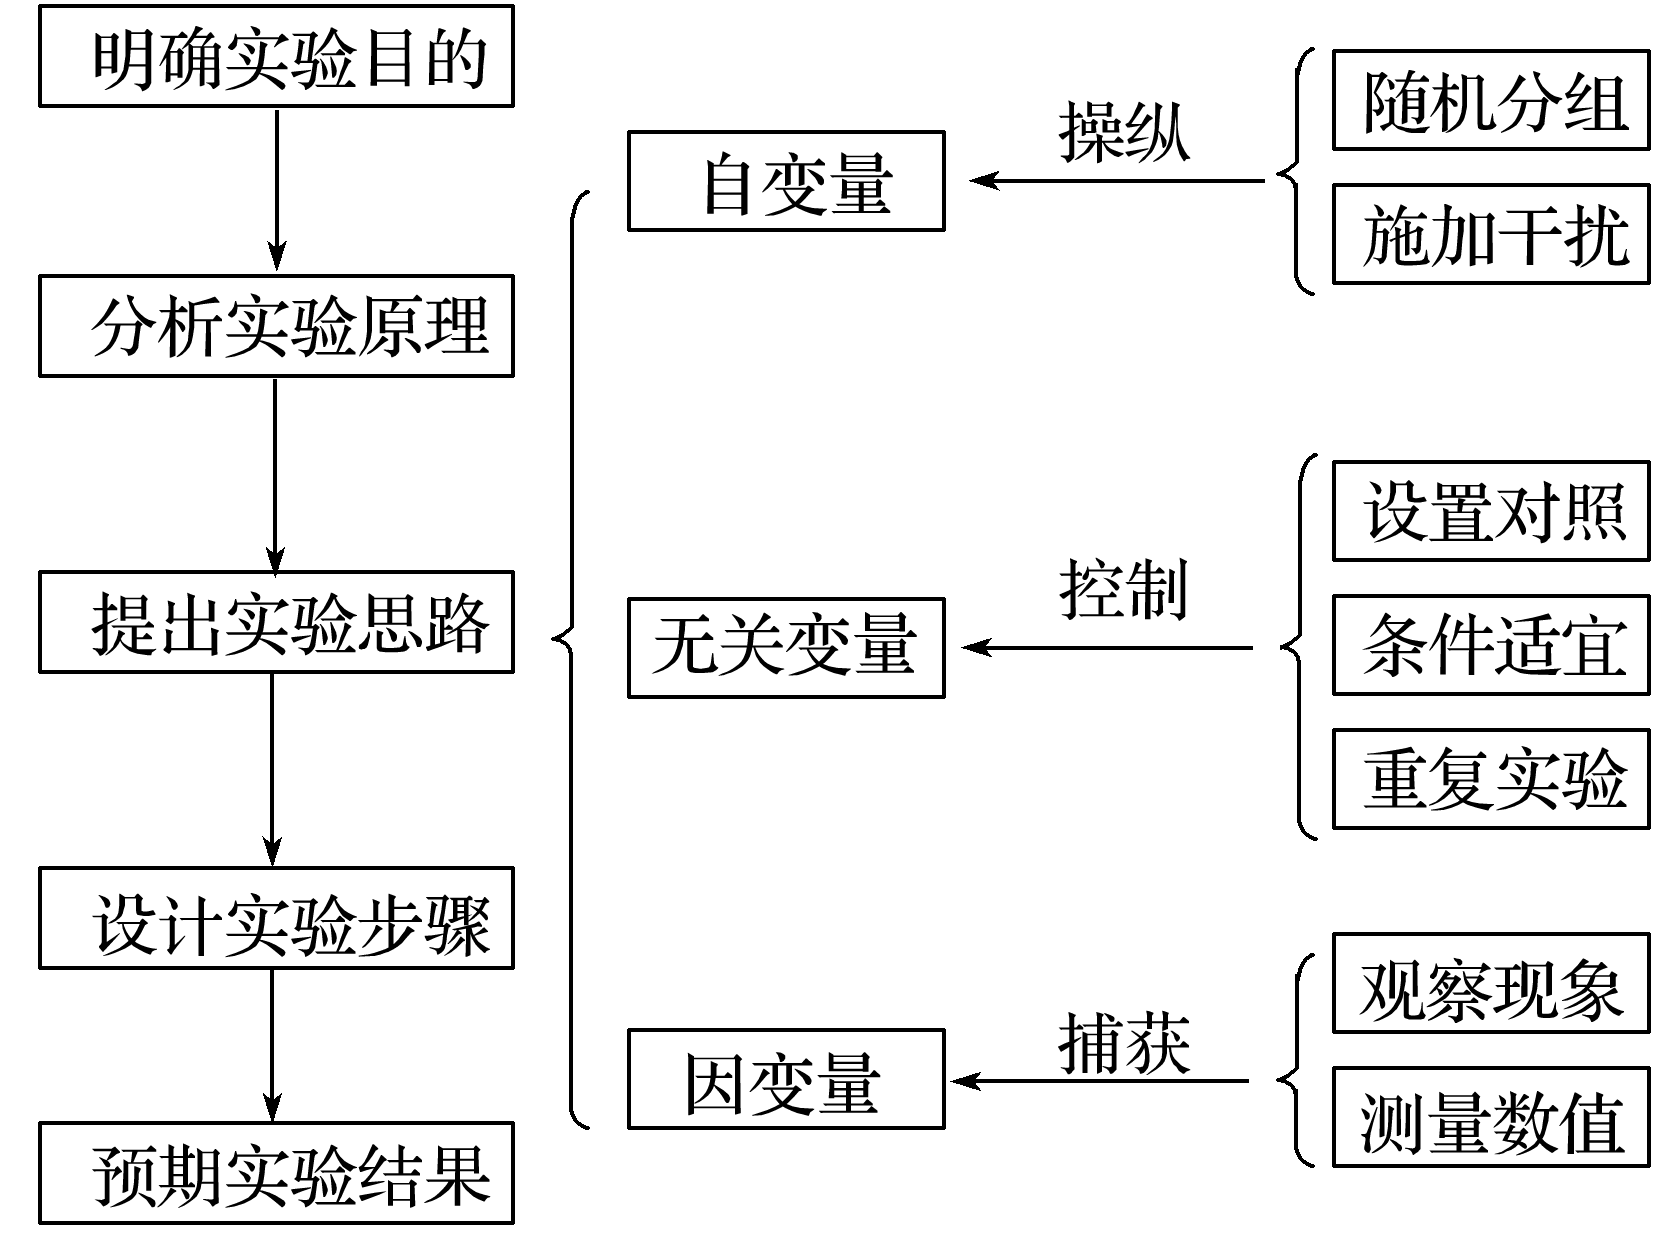 明确实验目的
分析实验原理
提出实验思路
设计实验步骤
预期实验结果
自变量
操纵
随机分组
施加干扰
无关变量
控制
设置对照
条件适宜
重复实验
因变量
捕获
观察现象
测量数值